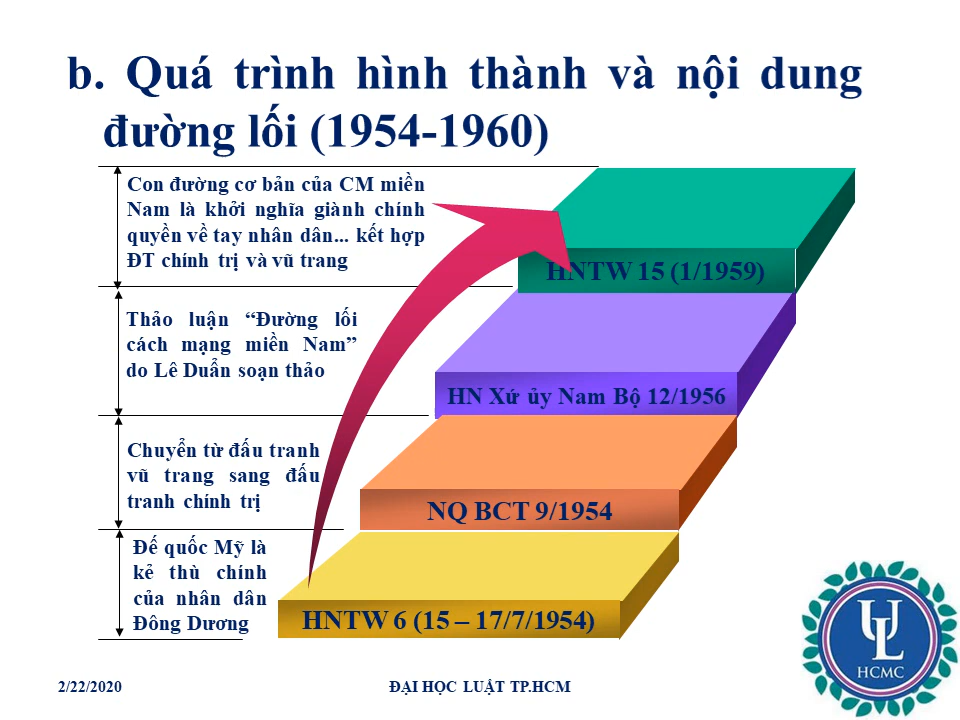 b. Quá trình hình thành và nội dung
đường lối (1954-1960)
Con đường cơ bản của CM miền
Nam là khởi nghĩa giành chính
quyền về tay nhân dân... kết hợp
ĐT chính trị và vũ trang
HNTW 15 (1/1959)
Thảo luận “Đường lối
cách mạng miền Nam”
do Lê Duẩn soạn thảo
HN Xứ ủy Nam Bộ 12/1956
Chuyển từ đấu tranh
vũ trang sang đấu
tranh chính trị
NQ BCT 9/1954
Đế quốc Mỹ là
kẻ thù chính
của nhân dân
Đông Dương
HNTW 6 (15 – 17/7/1954)
UL
HCMC
2/22/2020
ĐẠI HỌC LUẬT TP.HCM